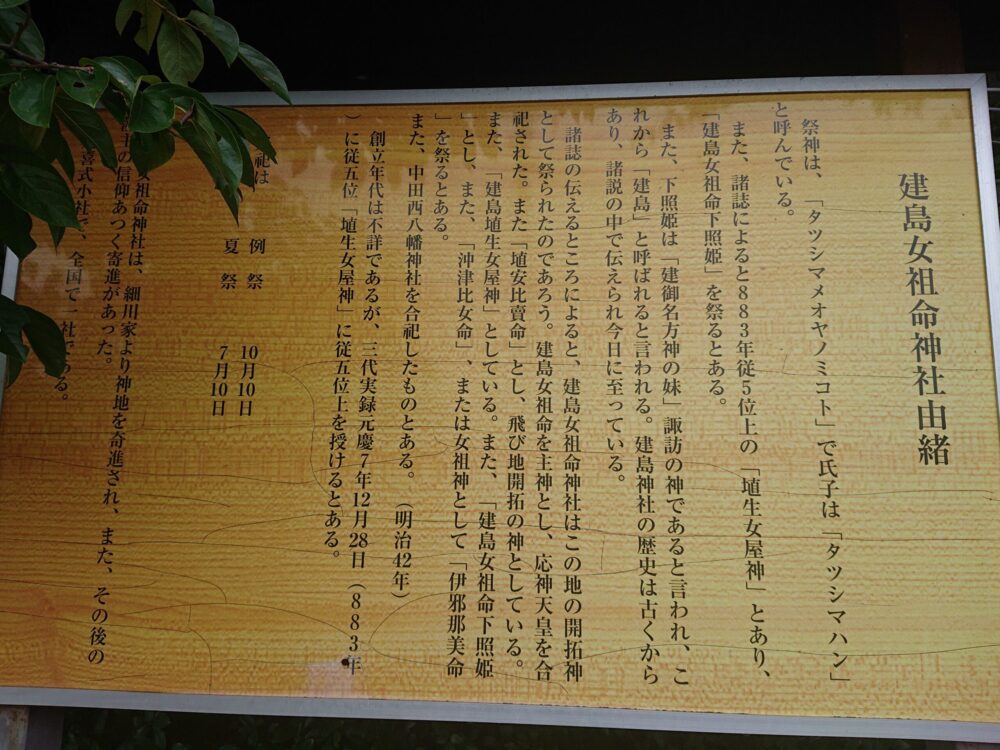 建島女祖命神社由緒
祭神は、「タツシマメオヤノミコト」で氏子は「タツシマハン」
と呼んでいる。
また、諸誌によると883年従5位上の「埴生女屋神」とあり、
「建島女祖命下照姫」を祭るとある。
また、下照姫は「建御名方神の妹」諏訪の神であると言われ、こ
れから「建島」と呼ばれると言われる。建島神社の歴史は古くから
あり、諸説の中で伝えられ今日に至っている。
諸誌の伝えるところによると、建島女祖命神社はこの地の開拓神
として祭られたのであろう。建島女祖命を主神とし、応神天皇を合
祀された。また「埴安比賣命」とし、飛び地開拓の神としている。
また、「建島埴生女屋神」としている。また、「建島女祖命下照姫
」とし、また、「沖津比女命」、または女祖神として「伊邪那美命
」を祭るとある。
また、中田西八幡神社を合祀したものとある。(明治42年)
創立年代は不詳であるが、三代実録元慶7年12月28日(883年
)に従五位「埴生女屋神」に従五位上を授けるとある。
祀は 例祭 10月10日
夏祭 7月10日
女祖命神社は、細川家より神地を奇進され、また、その後の
主の信仰あつく寄進があった。
喜式小社で、全国で一社である。